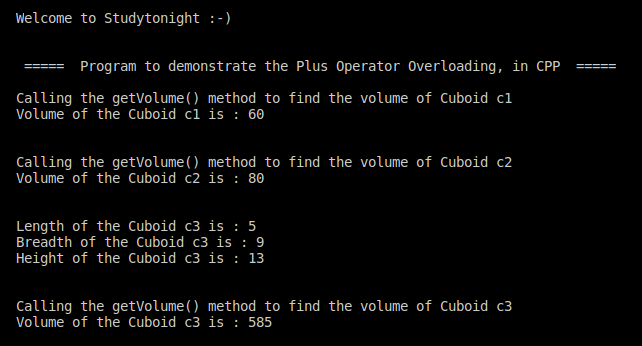 Welcome to Studytonight :-)
===== Program to demonstrate the Plus Operator Overloading, in CPP =====
Calling the getVolume() method to find the volume of Cuboid c1
Volume of the Cuboid c1 is : 60
Calling the getVolume() method to find the volume of Cuboid c2
Volume of the Cuboid c2 is : 80
Length of the Cuboid c3 is : 5
Breadth of the Cuboid c3 is : 9
Height of the Cuboid c3 is : 13
Calling the getVolume() method to find the volume of Cuboid c3
Volume of the Cuboid c3 is : 585